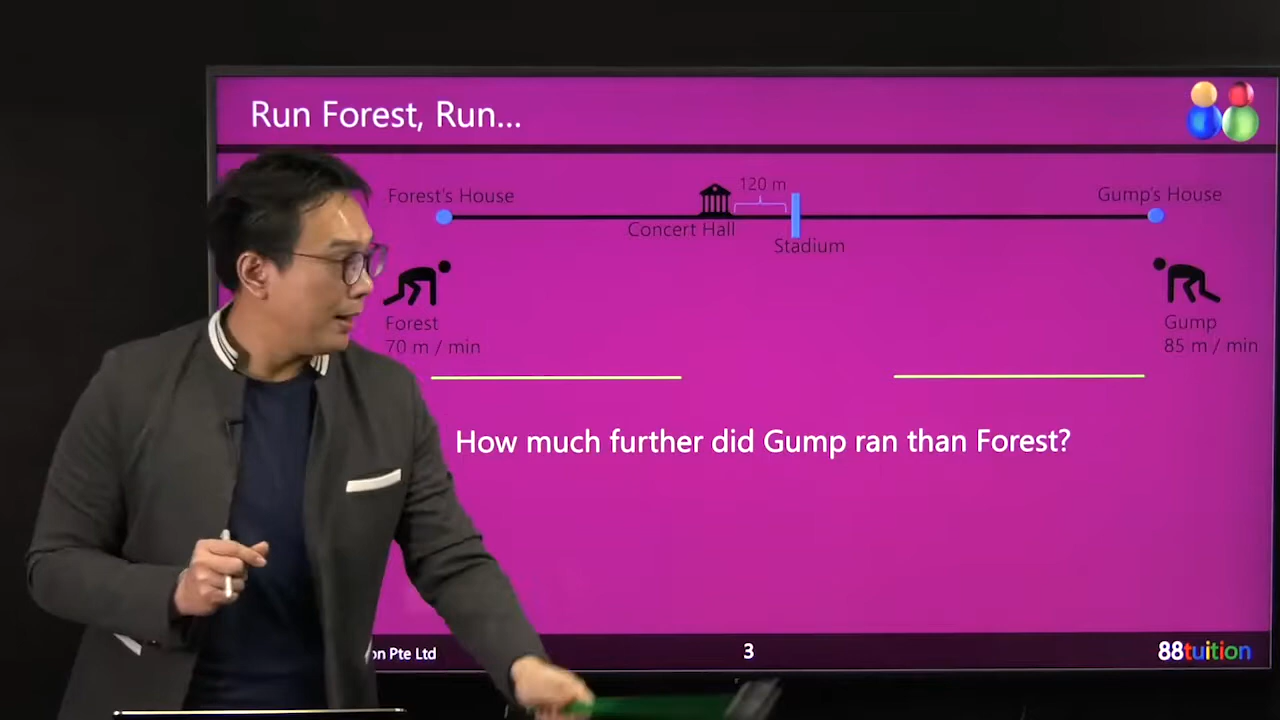 Run Forest, Run...
Forest's House
120 m
Gump's House
Concert Hall
Stadium
Forest
70 m / min
Gump
85 m / min
How much further did Gump ran than Forest?
on Pte Ltd
3
88tuition